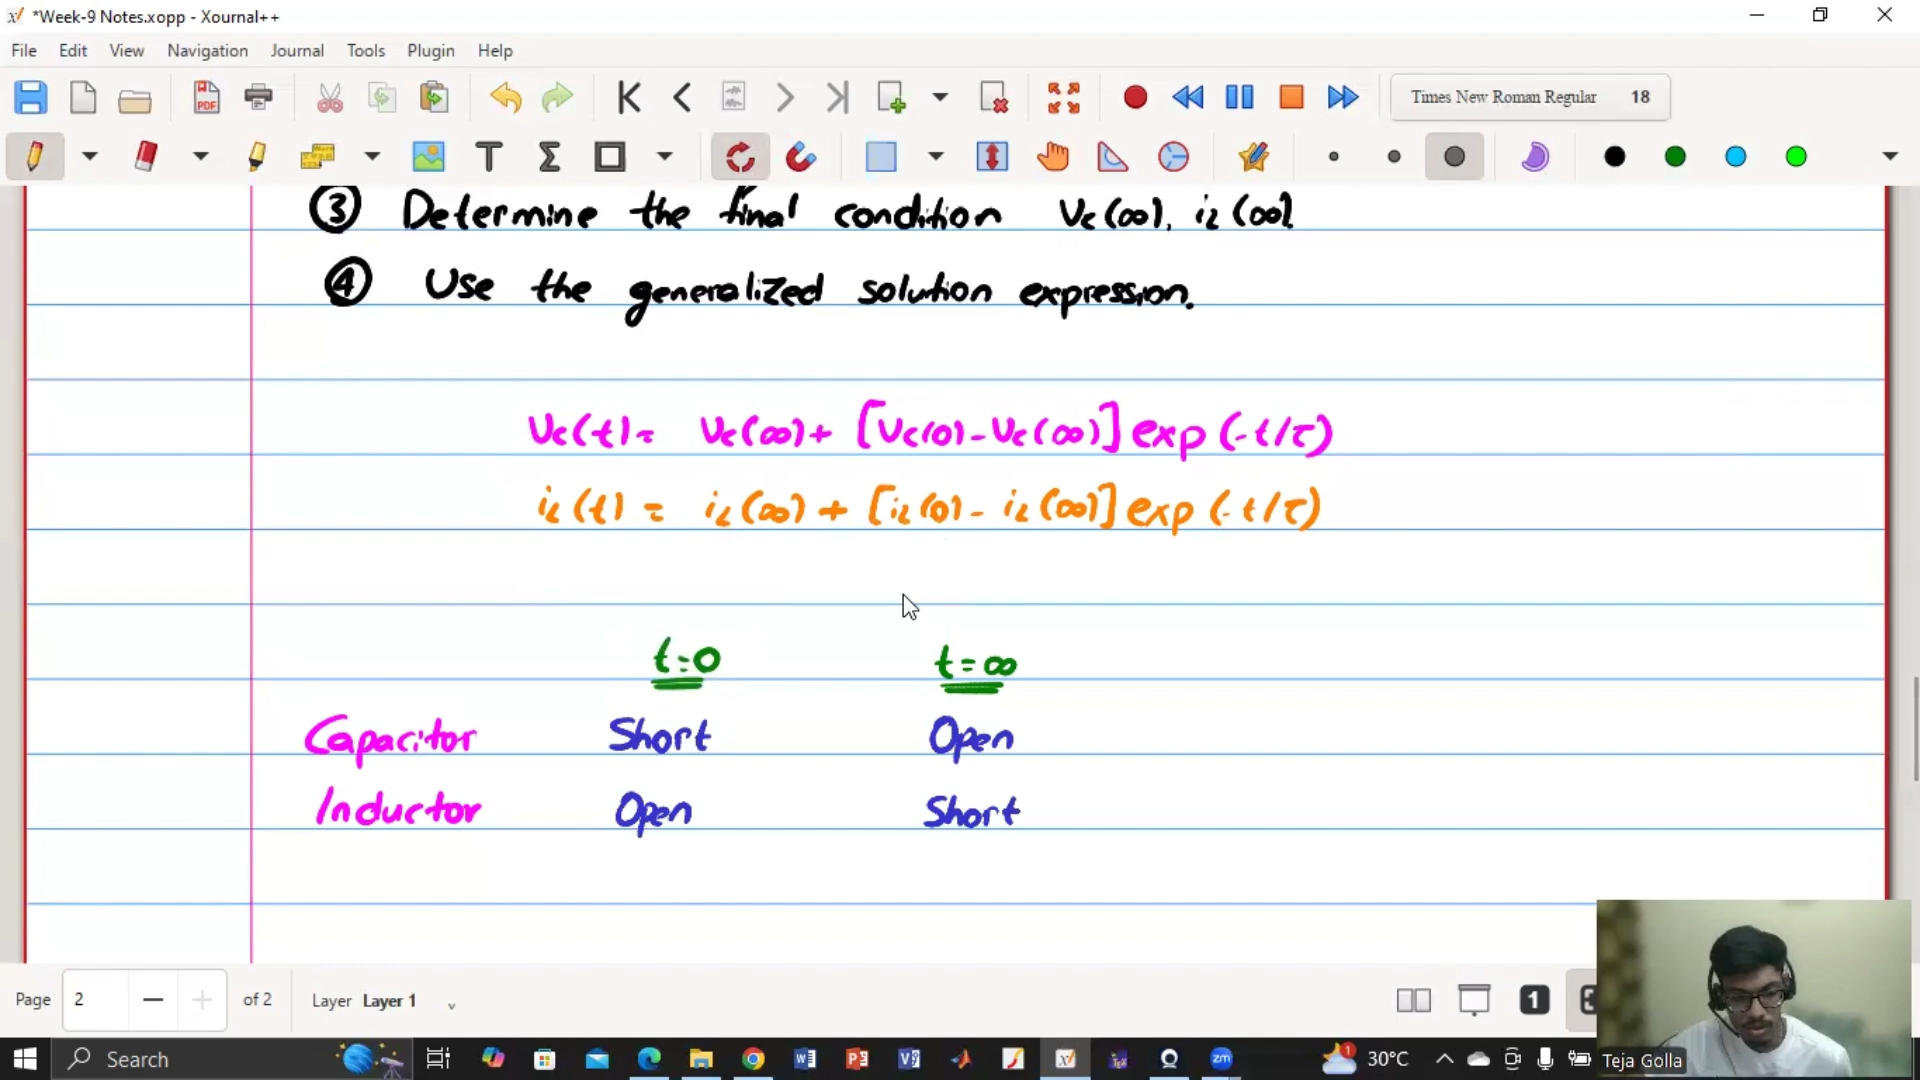 *Week-9 Notes.xopp - Xournal++
File Edit View Navigation Journal Tools Plugin Help
Times New Roman Regular 18
③ Determine the final condition Vc(∞), iL(∞)
④ Use the generalized solution expression.
Vc(t)= Vc(∞)+ [Vc(0)-Vc(∞)] exp(-t/τ)
iL(t) = iL(∞) + [iL(0)- iL(∞)] exp(-t/τ)
t=0 t=∞
Capacitor Short Open
Inductor Open Short
Page 2 of 2 Layer Layer 1
1
Search 30°C Teja Golla